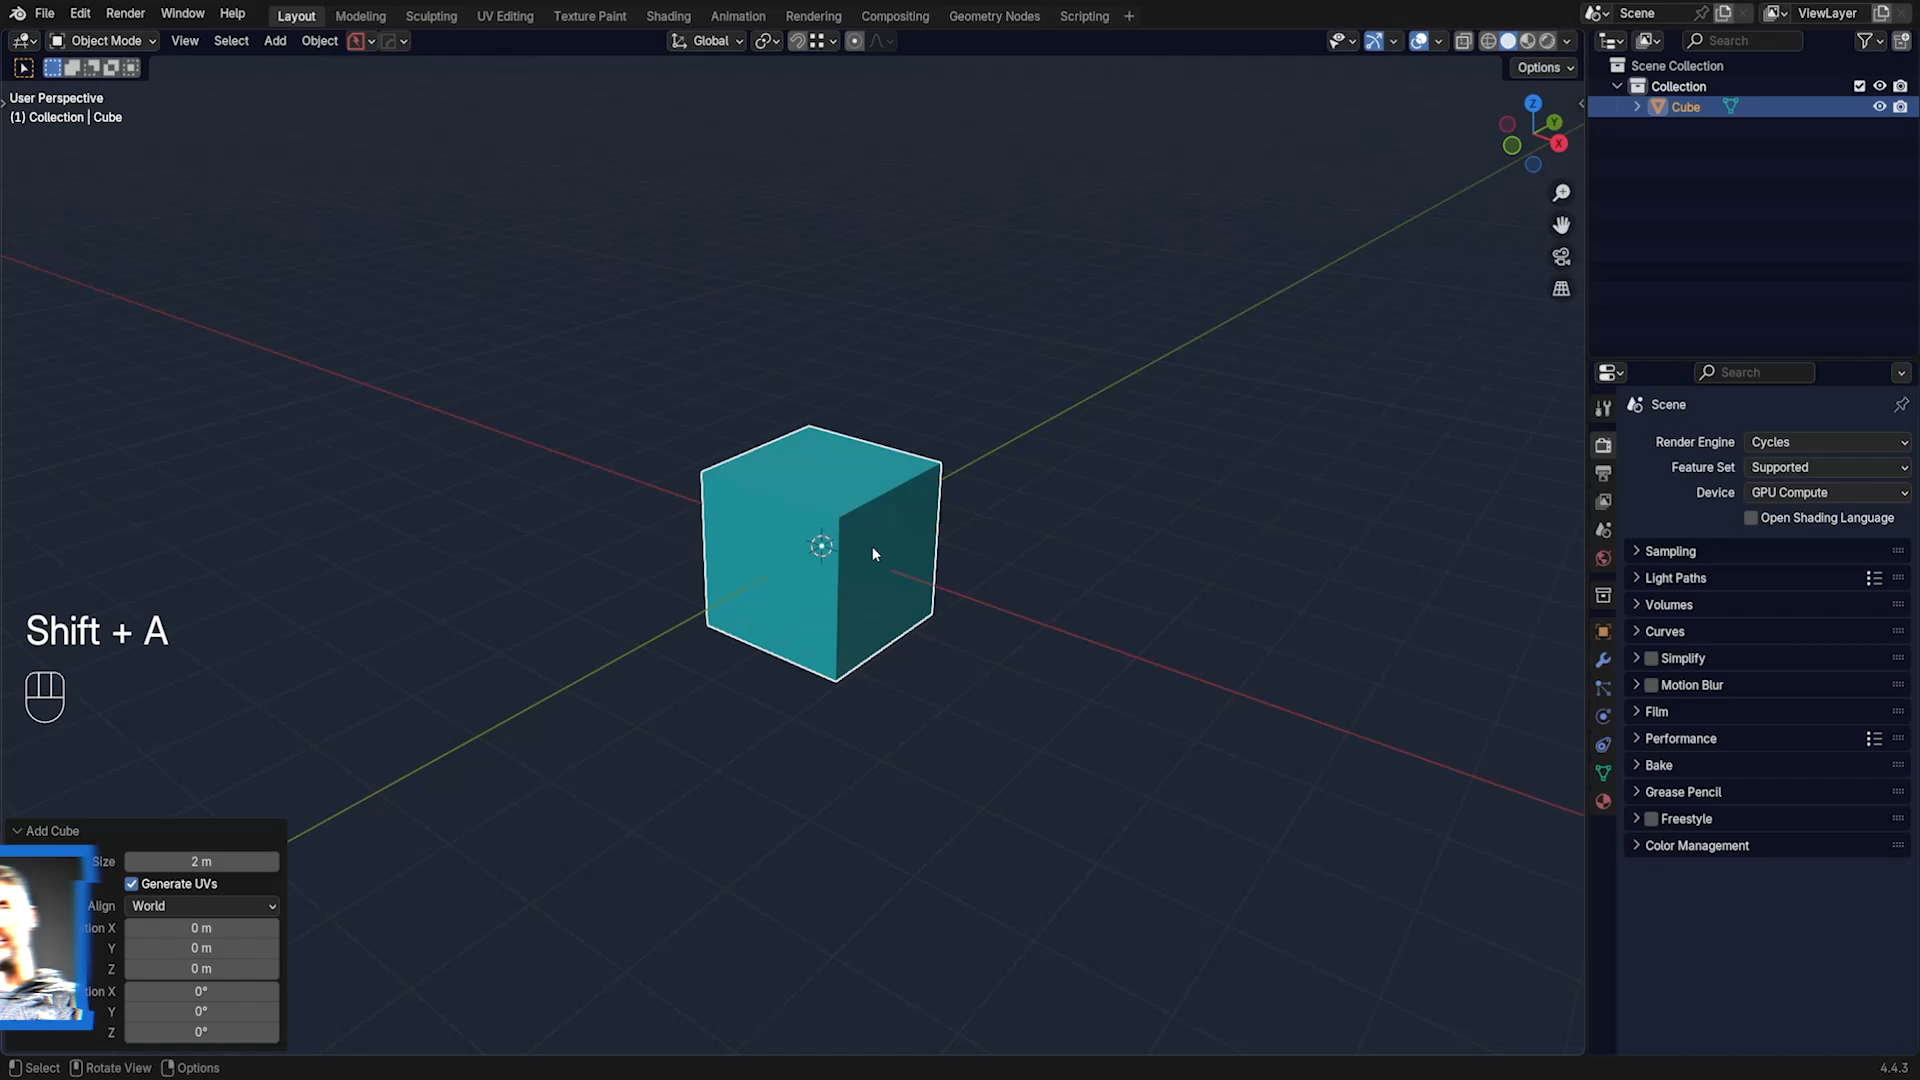 File Edit Render Window Help Layout Modeling Sculpting UV Editing Texture Paint Shading Animation Rendering Compositing Geometry Nodes Scripting + Scene ViewLayer
Object Mode View Select Add Object Global Search
Options
User Perspective
(1) Collection | Cube
Z
Y
X
Scene Collection
Collection
Cube
Search
Scene
Render Engine Cycles
Feature Set Supported
Device GPU Compute
Open Shading Language
Sampling
Light Paths
Volumes
Curves
Simplify
Motion Blur
Film
Performance
Bake
Grease Pencil
Freestyle
Color Management
Shift + A
Add Cube
Size 2 m
Generate UVs
Align World
tion X 0 m
Y 0 m
Z 0 m
tion X 0°
Y 0°
Z 0°
Select Rotate View Options 4.4.3